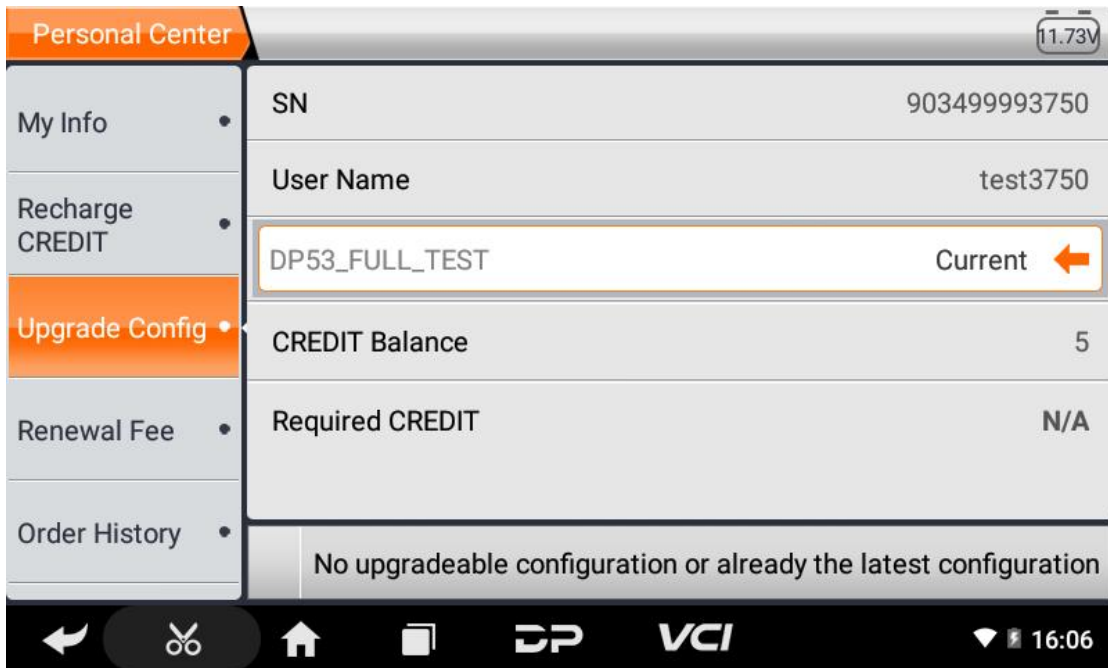 Personal Center
11.73V
My Info
Recharge
CREDIT
Upgrade Config
Renewal Fee
Order History
SN 903499993750
User Name test3750
DP53_FULL_TEST Current
CREDIT Balance 5
Required CREDIT N/A
No upgradeable configuration or already the latest configuration
DP VCI 16:06